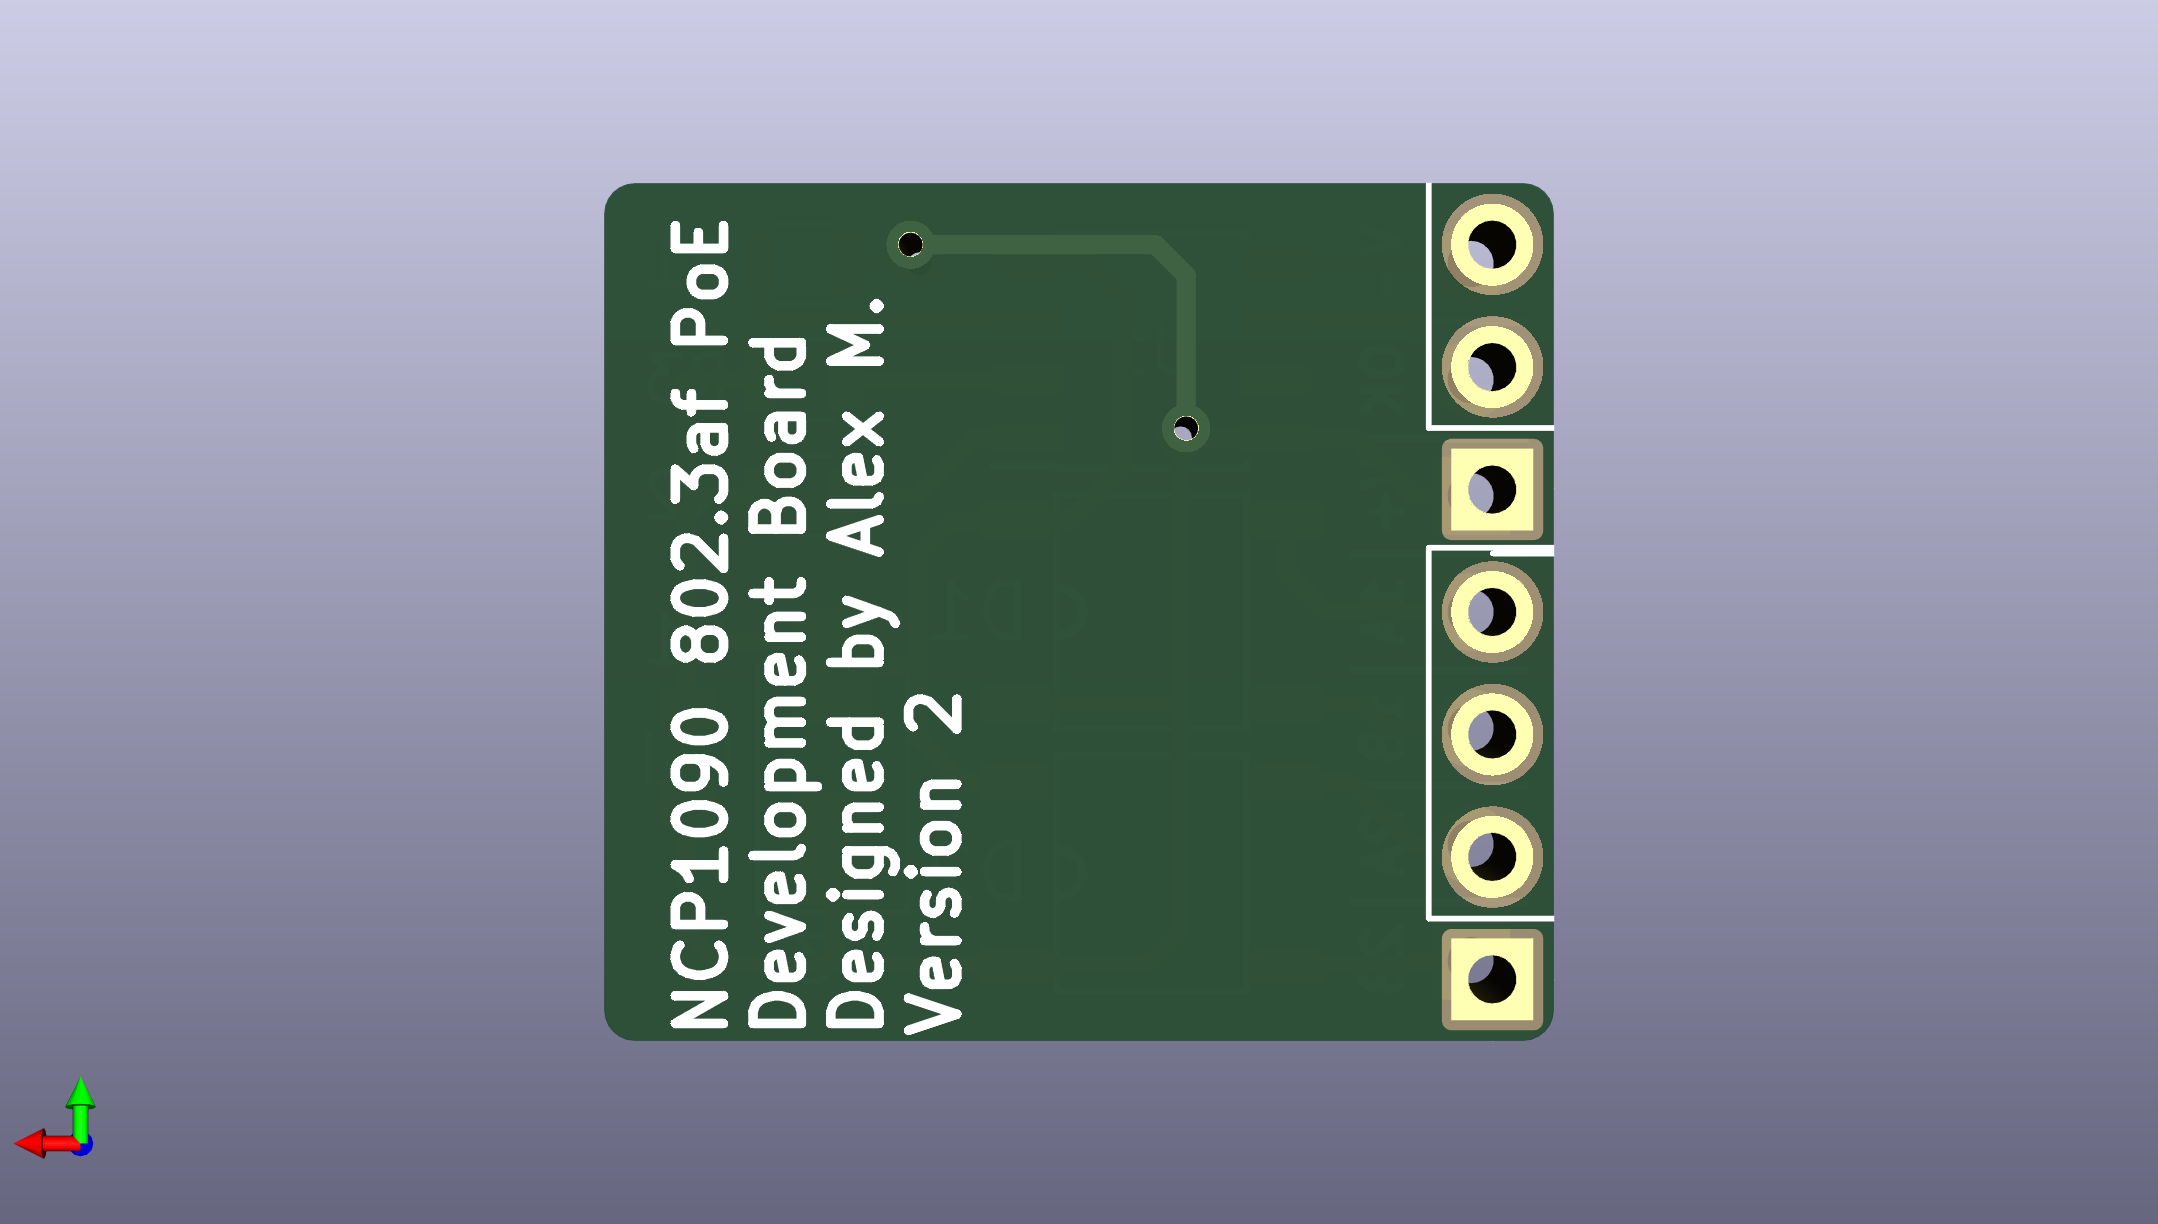 NCP1090 802.3af PoE
Development Board
Designed by Alex M.
Version 2